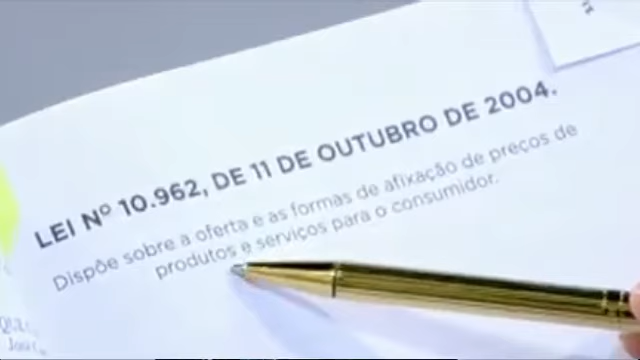 LEI Nº 10.962, DE 11 DE OUTUBRO DE 2004.
Dispõe sobre a oferta e as formas de afixação de preços de
produtos e serviços para o consumidor.